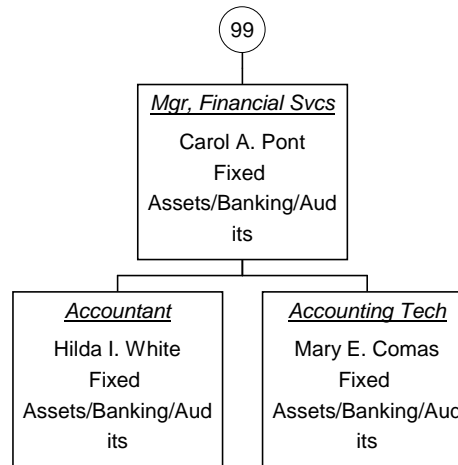 99
Mgr, Financial Svcs
Carol A. Pont
Fixed
Assets/Banking/Aud
its
Accountant
Hilda I. White
Fixed
Assets/Banking/Aud
its
Accounting Tech
Mary E. Comas
Fixed
Assets/Banking/Aud
its